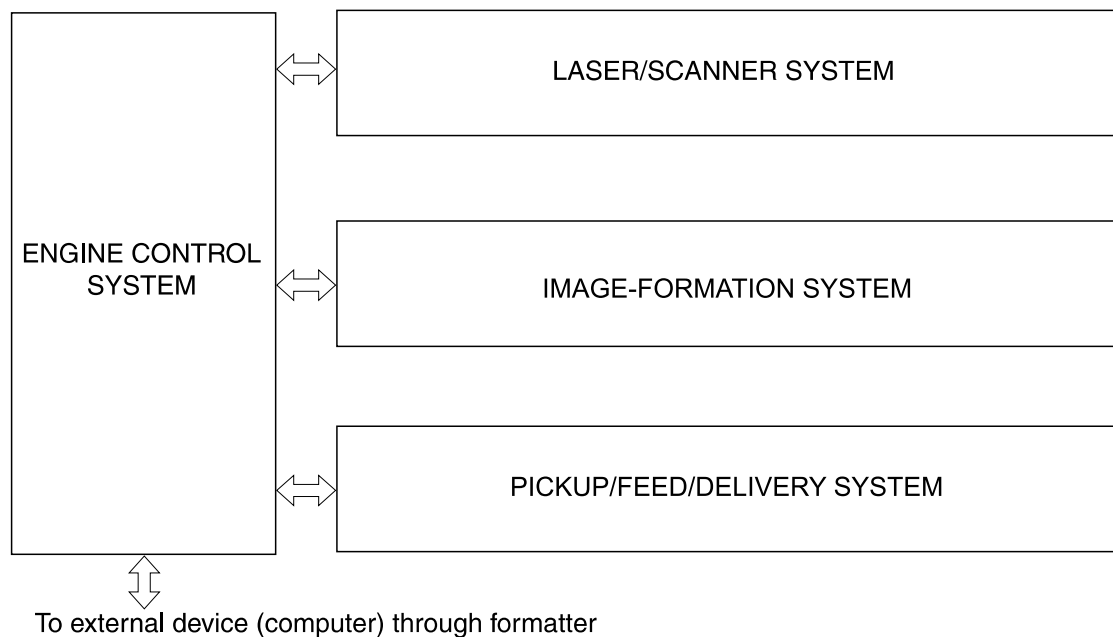 LASER/SCANNER SYSTEM
ENGINE CONTROL
SYSTEM
IMAGE-FORMATION SYSTEM
PICKUP/FEED/DELIVERY SYSTEM
To external device (computer) through formatter